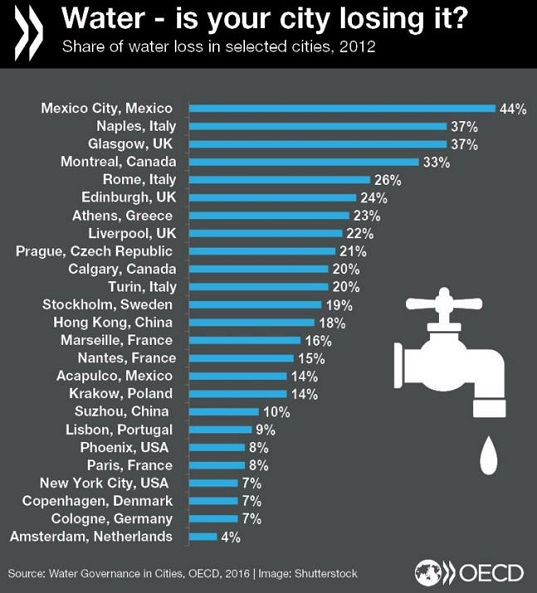 Water - is your city losing it?
Share of water loss in selected cities, 2012
Mexico City, Mexico 44%
Naples, Italy 37%
Glasgow, UK 37%
Montreal, Canada 33%
Rome, Italy 26%
Edinburgh, UK 24%
Athens, Greece 23%
Liverpool, UK 22%
Prague, Czech Republic 21%
Calgary, Canada 20%
Turin, Italy 20%
Stockholm, Sweden 19%
Hong Kong, China 18%
Marseille, France 16%
Nantes, France 15%
Acapulco, Mexico 14%
Krakow, Poland 14%
Suzhou, China 10%
Lisbon, Portugal 9%
Phoenix, USA 8%
Paris, France 8%
New York City, USA 7%
Copenhagen, Denmark 7%
Cologne, Germany 7%
Amsterdam, Netherlands 4%
Source: Water Governance in Cities, OECD, 2016 | Image: Shutterstock
OECD